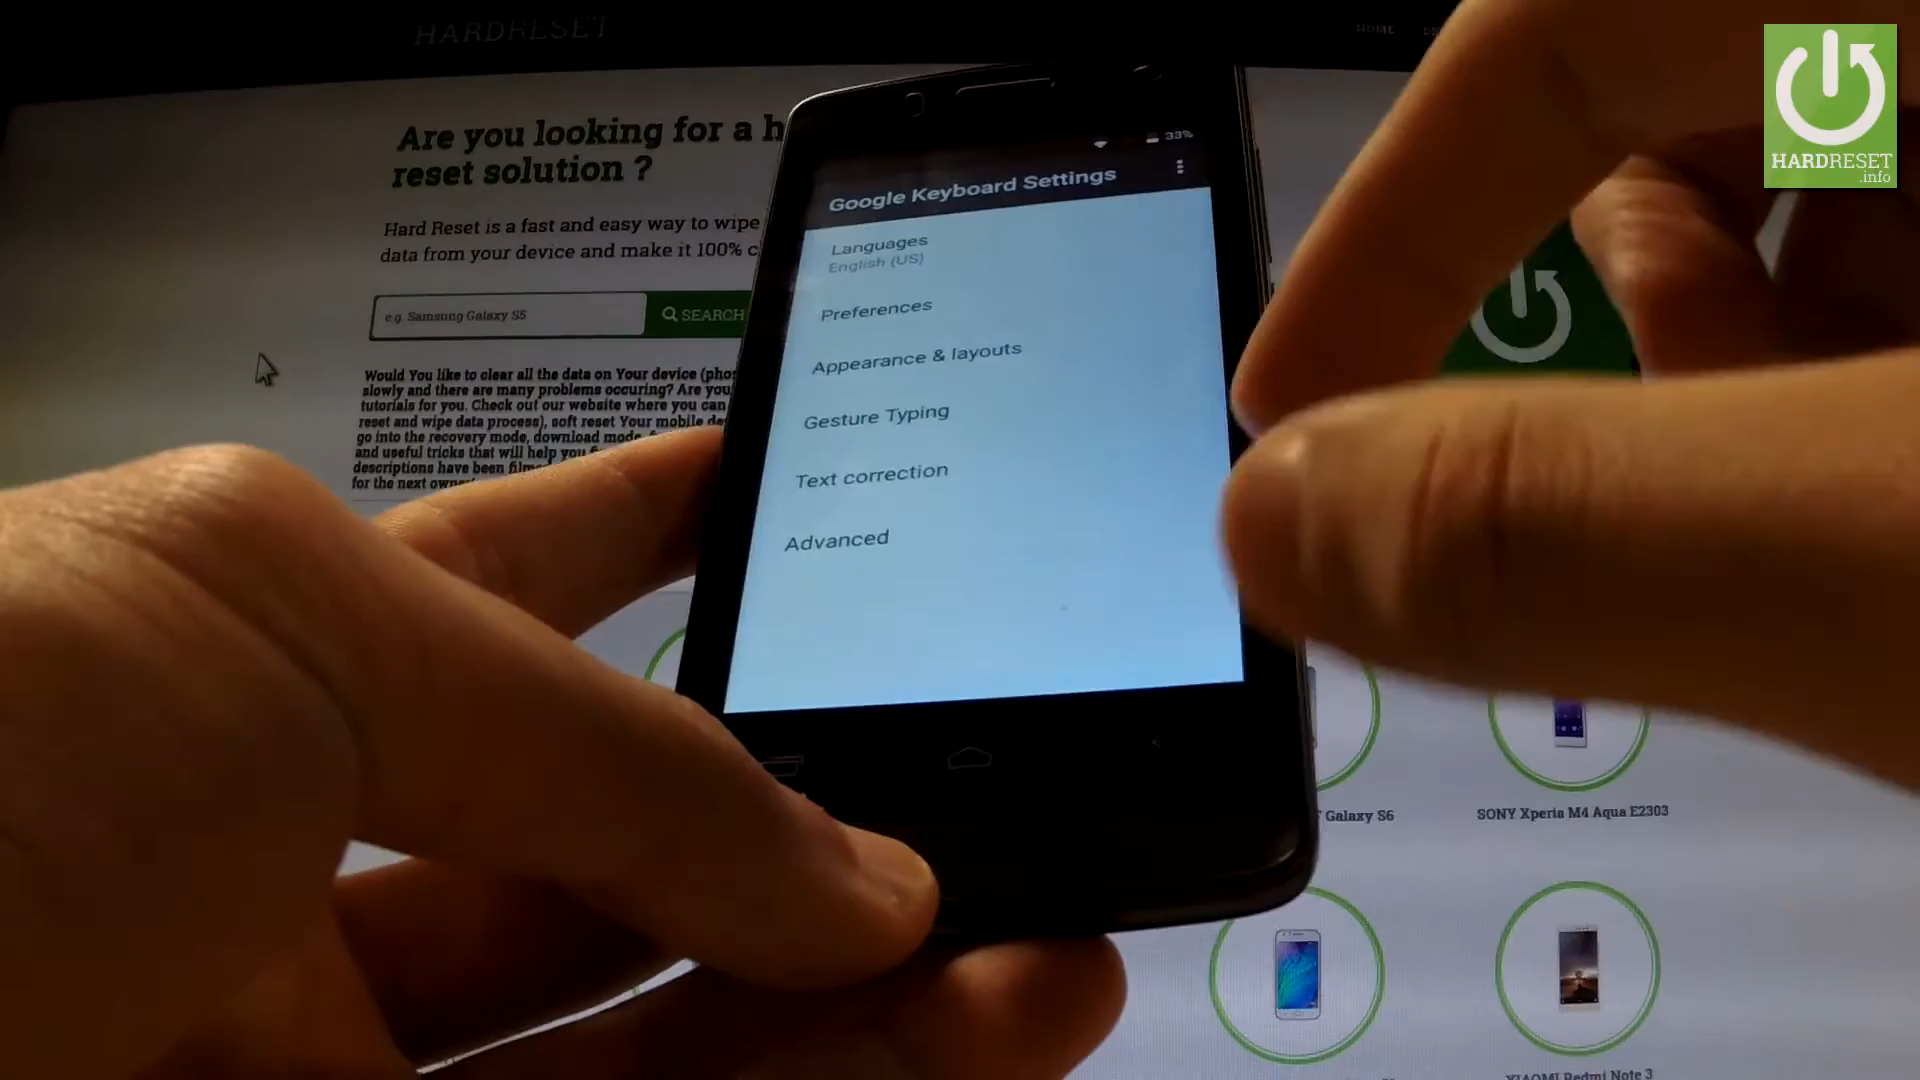 HARDRESET
HOME
Are you looking for a h
reset solution ?
Hard Reset is a fast and easy way to wipe
data from your device and make it 100% c
e.g. Samsung Galaxy S5
SEARCH
Would You like to clear all the data on Your device (pho
slowly and there are many problems occuring? Are you
tutorials for you. Check out our website where you can
reset and wipe data process), soft reset Your mobile de
go into the recovery mode, download mode,
and useful tricks that will help you
descriptions have been film
for the next own
33%
Google Keyboard Settings
Languages
English (US)
Preferences
Appearance & layouts
Gesture Typing
Text correction
Advanced
HARDRESET
.info
Galaxy S6
SONY Xperia M4 Aqua E2303
XIAOMI Redmi Note 3